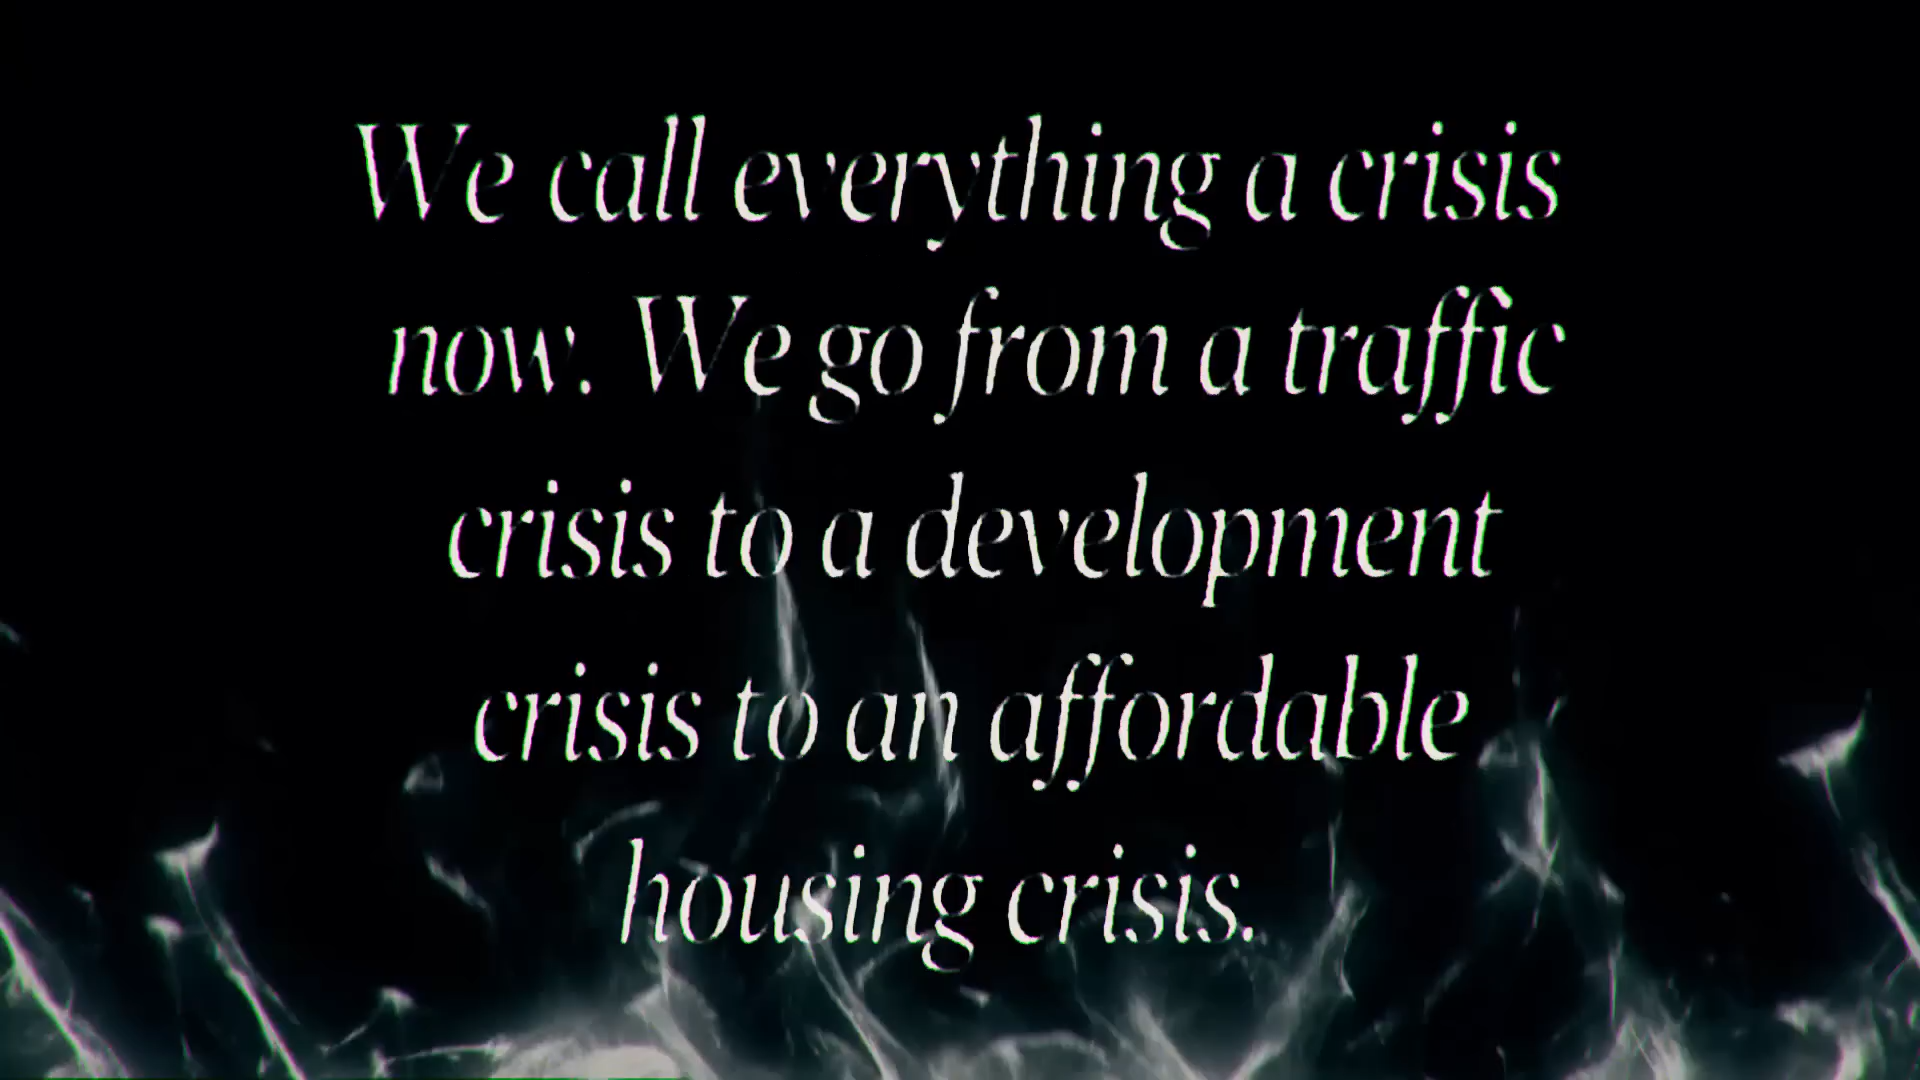 We call everything a crisis
now. We go from a traffic
crisis to a development
crisis to an affordable
housing crisis.